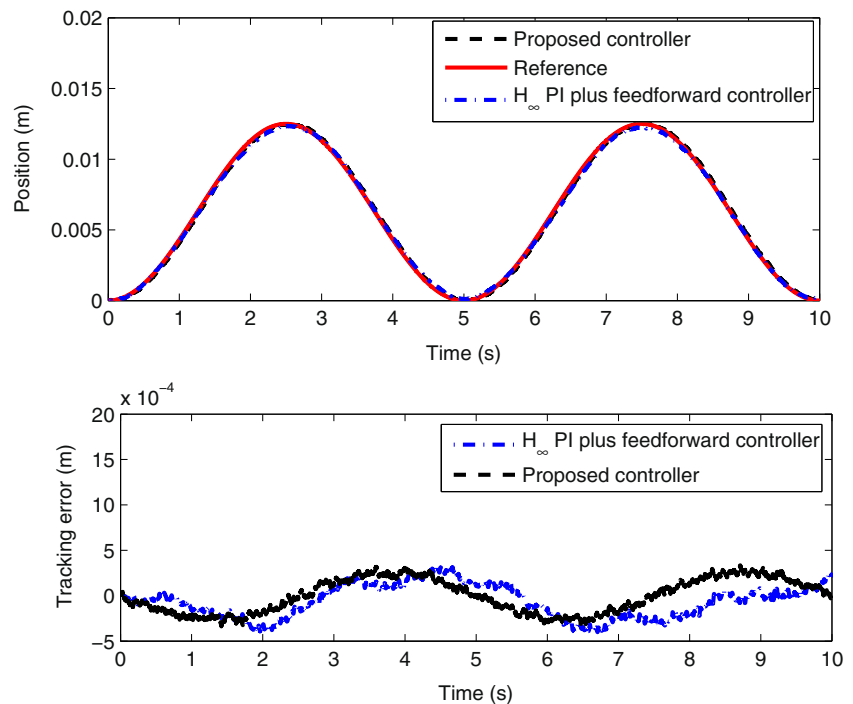 0.02
0.015
0.01
0.005
0
Position (m)
Proposed controller
Reference
H∞ PI plus feedforward controller
0 1 2 3 4 5 6 7 8 9 10
Time (s)
x 10−4
20
15
10
5
0
−5
Tracking error (m)
H∞ PI plus feedforward controller
Proposed controller
0 1 2 3 4 5 6 7 8 9 10
Time (s)